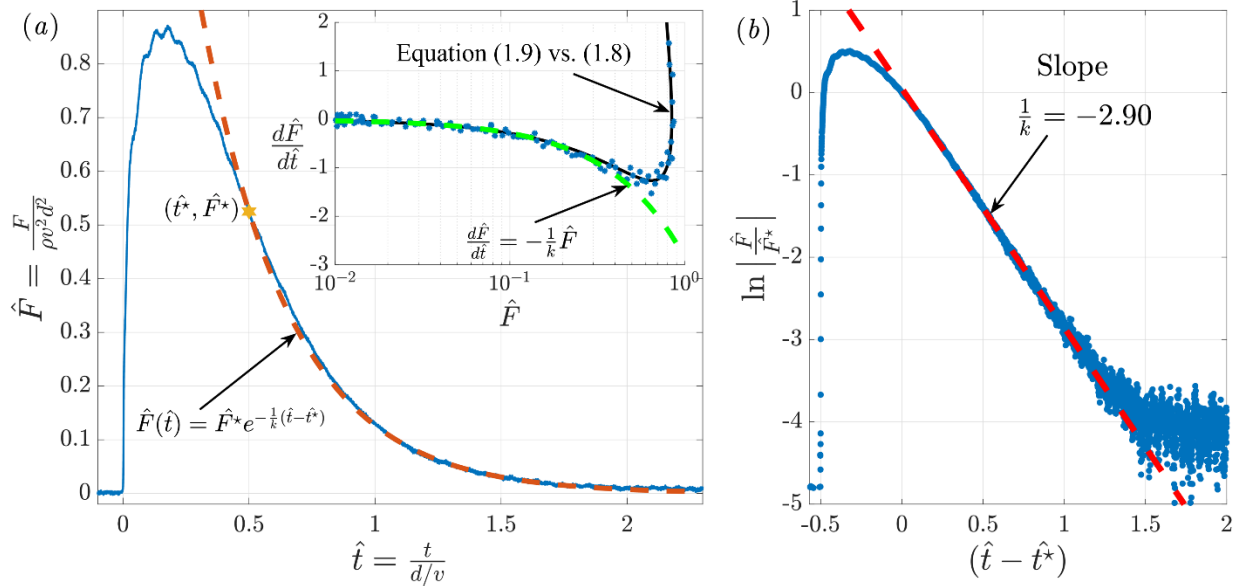 (a)
F̂ = F / ρv²d²
0.8
0.7
0.6
0.5
0.4
0.3
0.2
0.1
0
0
0.5
1
1.5
2
t̂ = t / d/v
(t̂⋆, F̂⋆)
F̂(t̂) = F̂⋆e^{-1/k(t̂-t̂⋆)}
dF̂/dt̂
2
1
0
-1
-2
-3
10⁻²
10⁻¹
10⁰
F̂
Equation (1.9) vs. (1.8)
dF̂/dt̂ = -1/k F̂
(b)
ln |F̂/F̂⋆|
1
0
-1
-2
-3
-4
-5
-0.5
0
0.5
1
1.5
2
(t̂ - t̂⋆)
Slope
1/k = -2.90